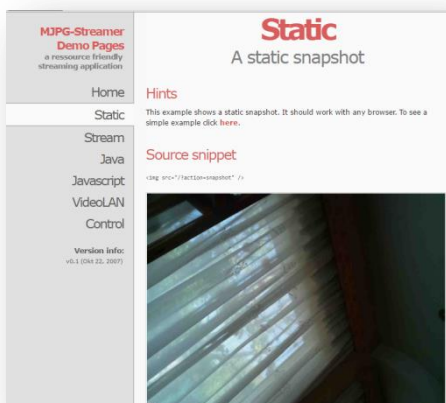 MJPG-Streamer
Demo Pages
a ressource friendly
streaming application
Home
Static
Stream
Java
Javascript
VideoLAN
Control
Version info:
v0.1 (Okt 22, 2007)
Static
A static snapshot
Hints
This example shows a static snapshot. It should work with any browser. To see a
simple example click here.
Source snippet
<img src="/?action=snapshot" />